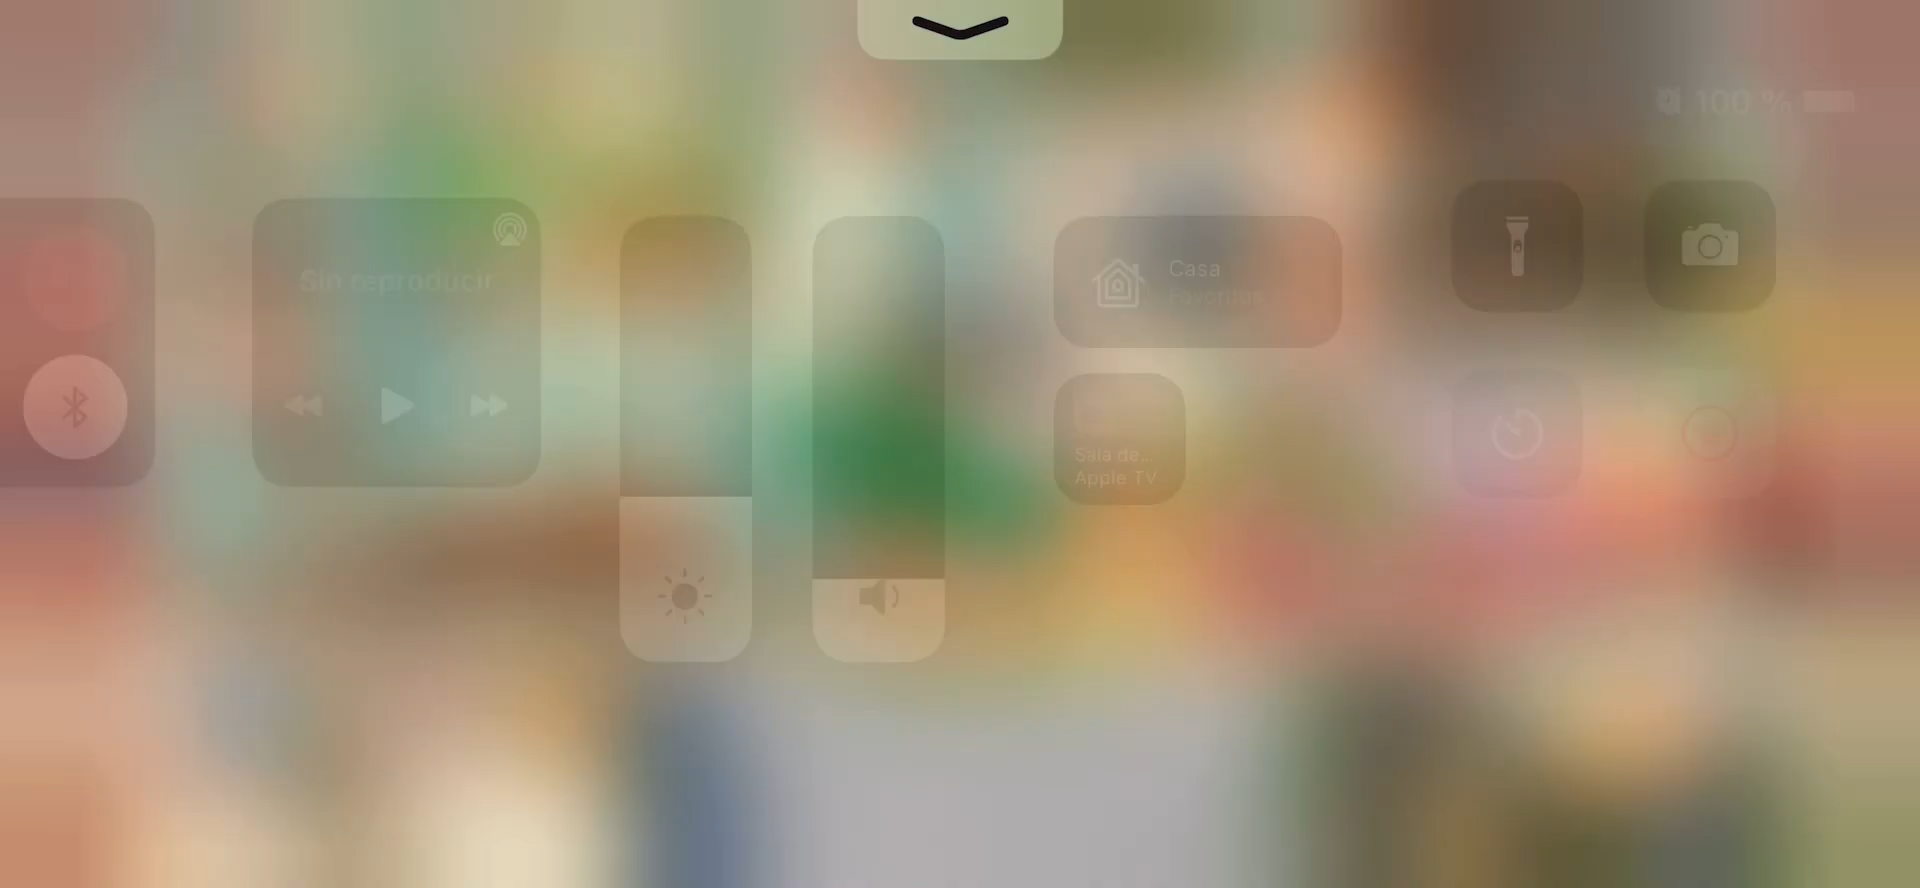 100 %
Sin reproducir
Casa
Favoritos
Sala de...
Apple TV